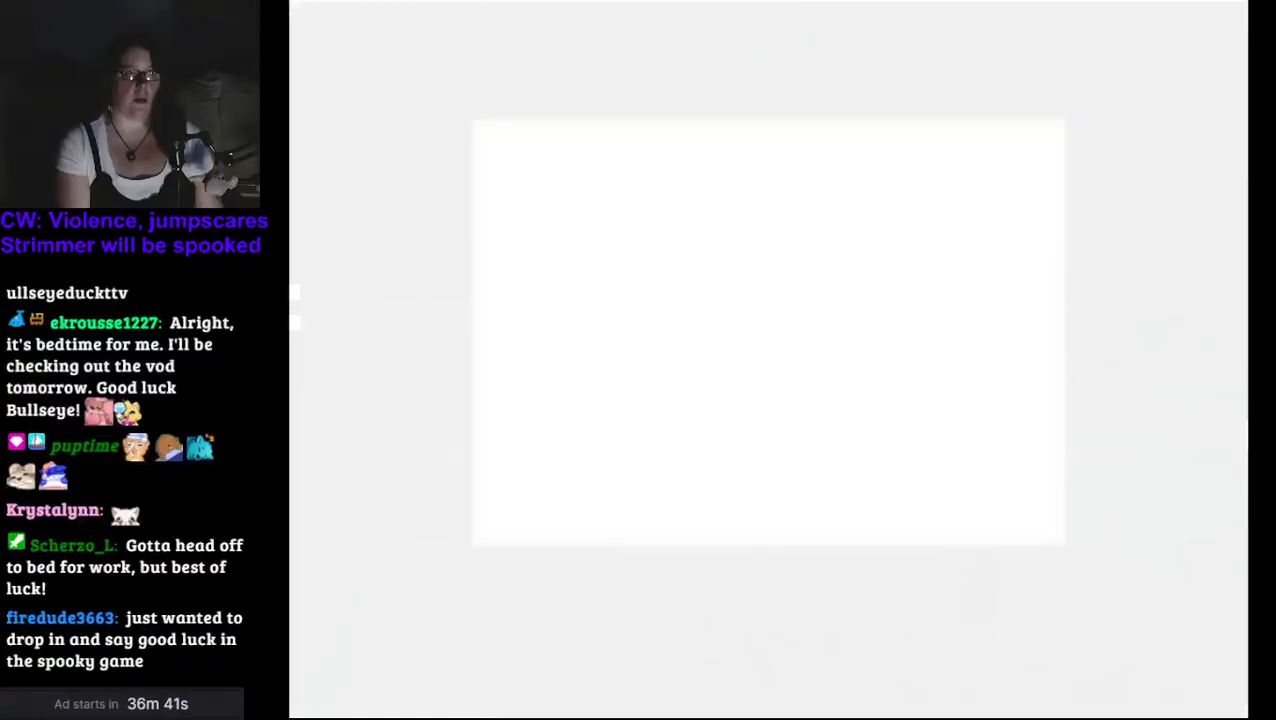 CW: Violence, jumpscares
Strimmer will be spooked
ullseyeduckttv
ekrousse1227: Alright,
it's bedtime for me. I'll be
checking out the vod
tomorrow. Good luck
Bullseye!
puptime
Krystalynn:
Scherzo_L: Gotta head off
to bed for work, but best of
luck!
firedude3663: just wanted to
drop in and say good luck in
the spooky game
Ad starts in 36m 41s